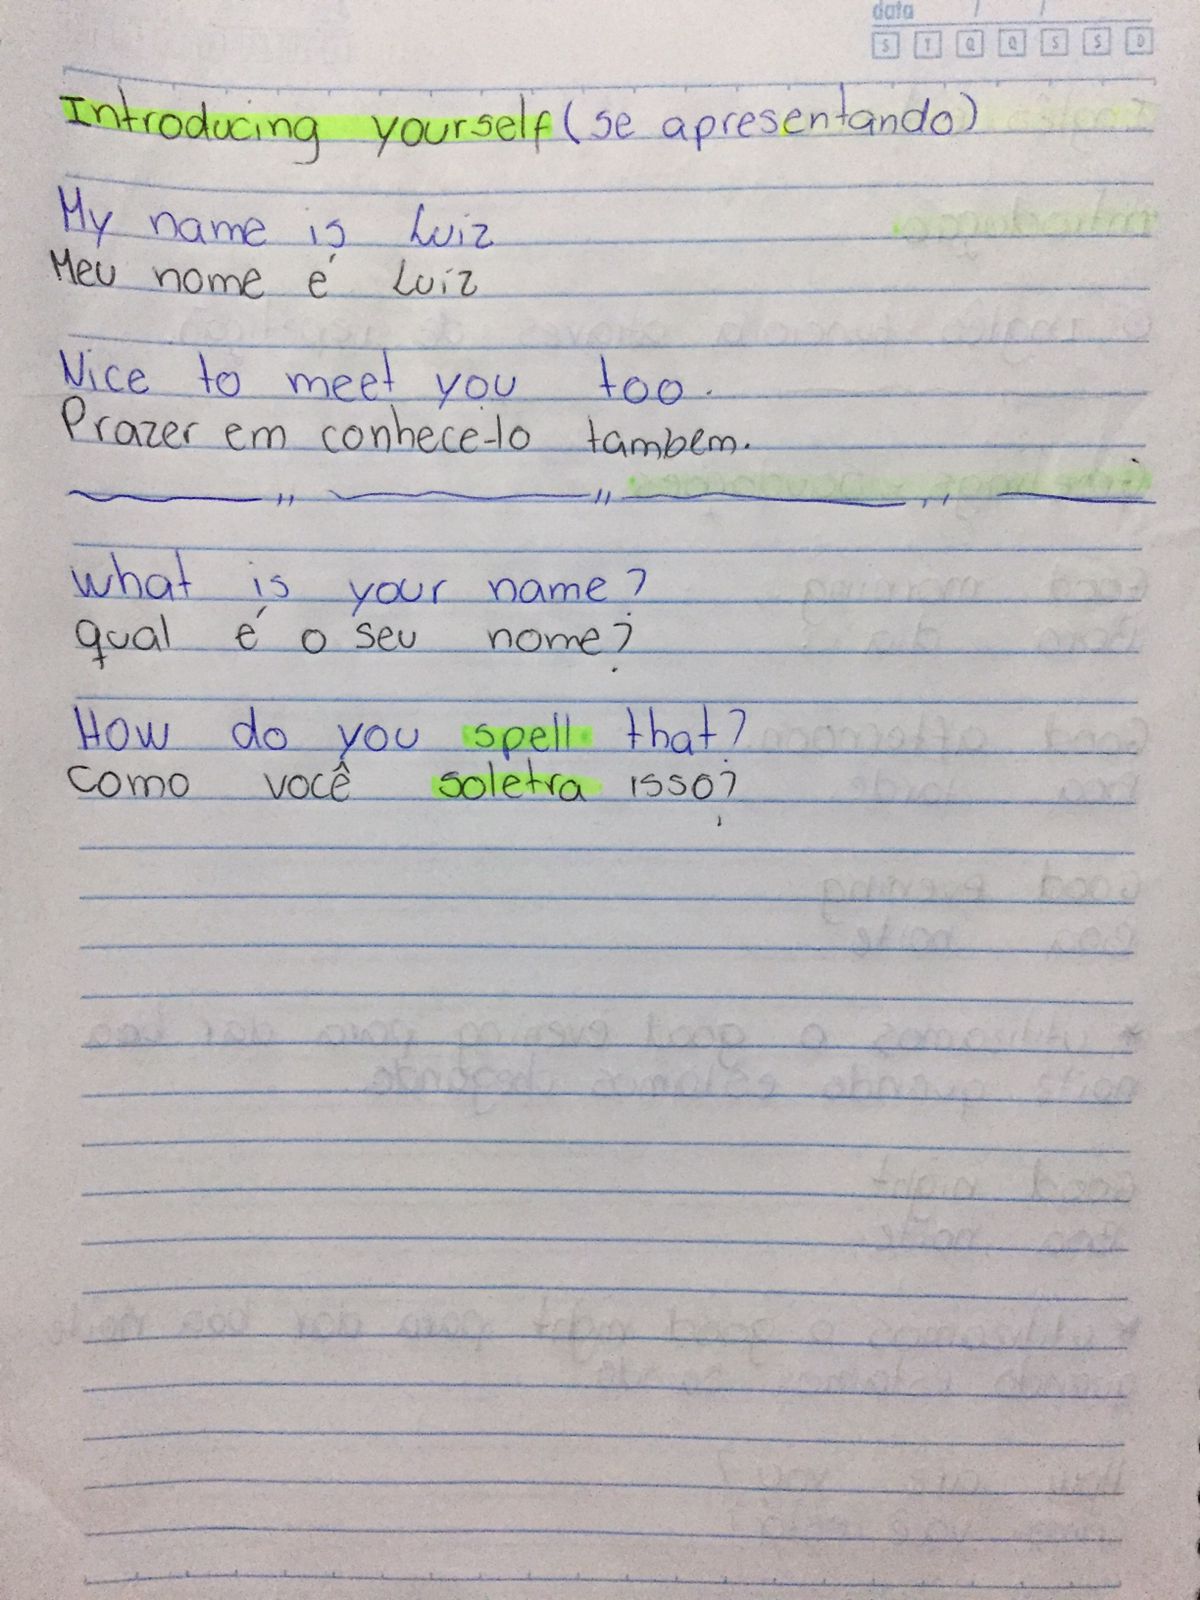 data / /
S T Q Q S S D
Introducing yourself (se apresentando)
My name is Luiz
Meu nome é Luiz
Nice to meet you too.
Prazer em conhece-lo tambem.
What is your name?
qual é o seu nome?
How do you spell that?
como você soletra isso?